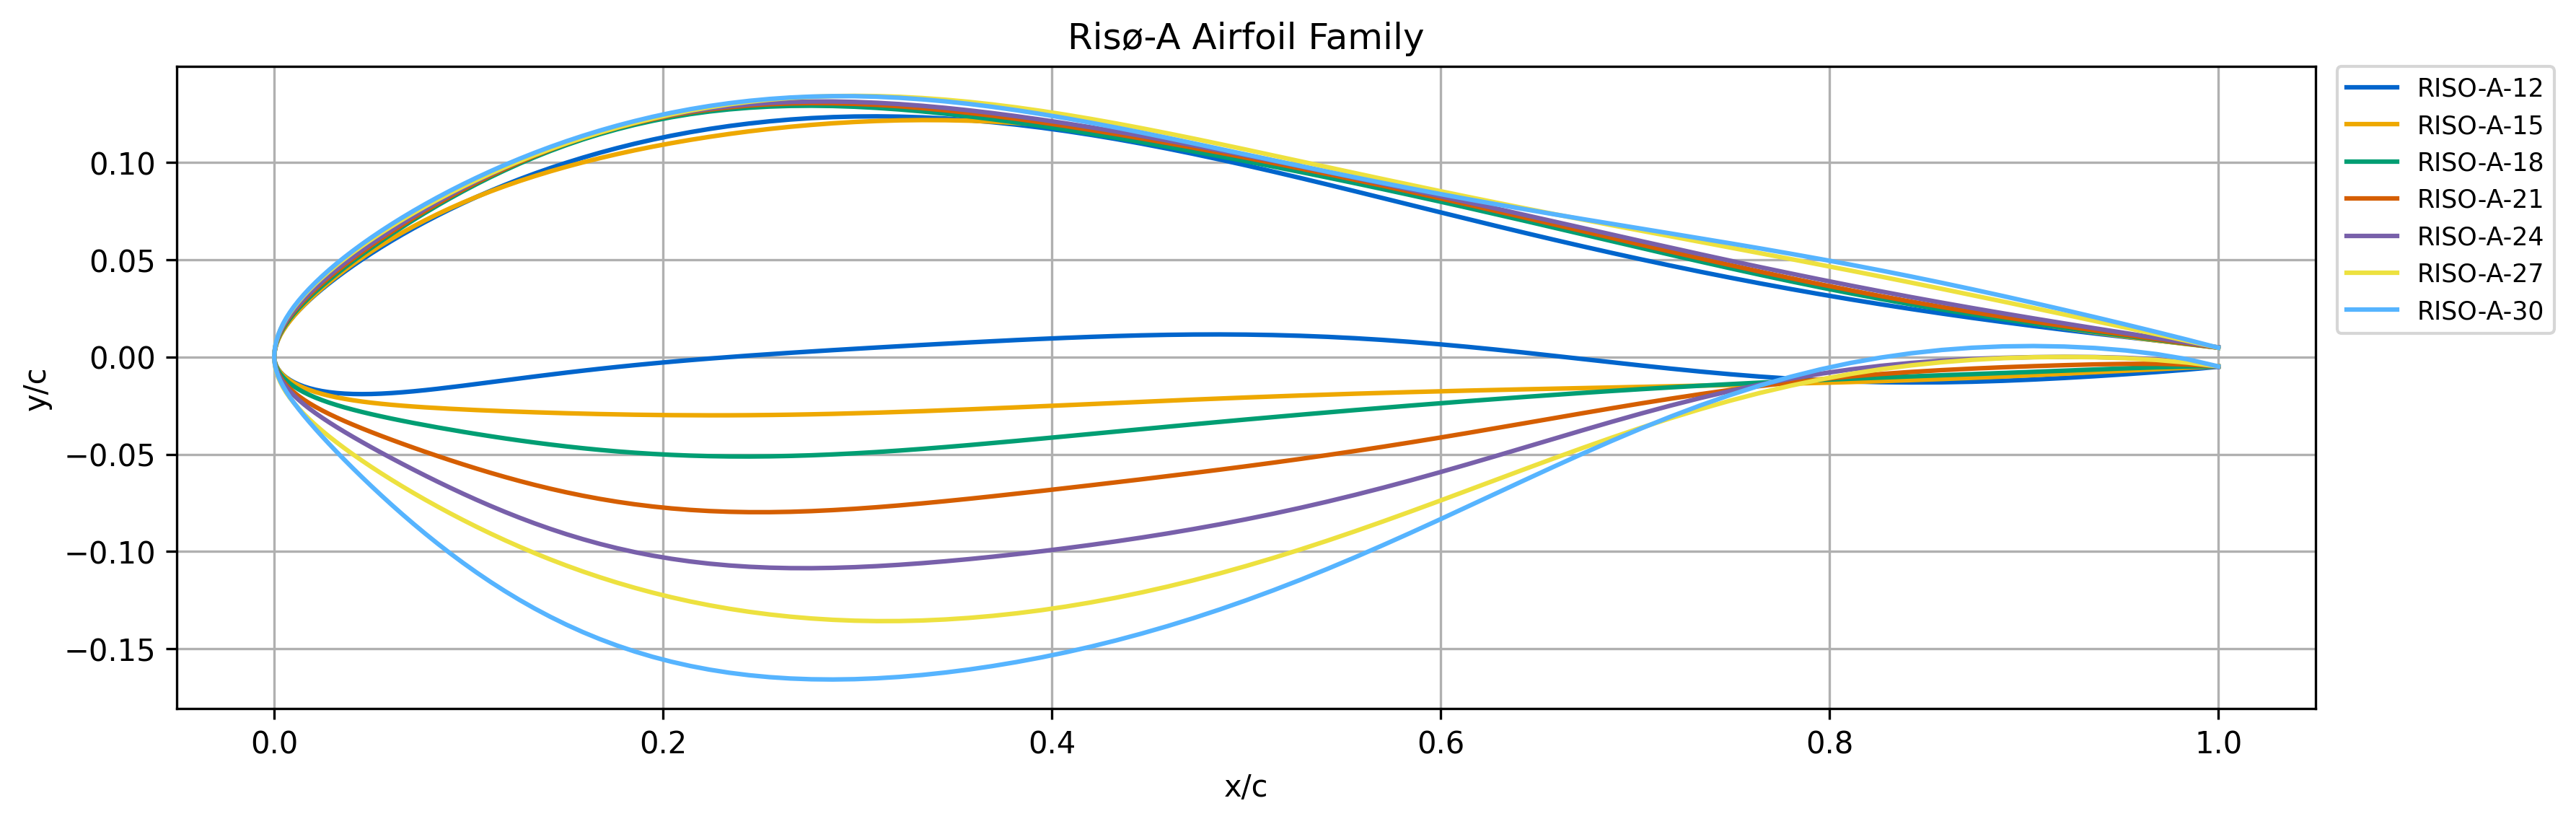 Risø-A Airfoil Family
RISO-A-12
RISO-A-15
RISO-A-18
RISO-A-21
RISO-A-24
RISO-A-27
RISO-A-30
0.10
0.05
0.00
−0.05
−0.10
−0.15
y/c
0.0 0.2 0.4 0.6 0.8 1.0
x/c